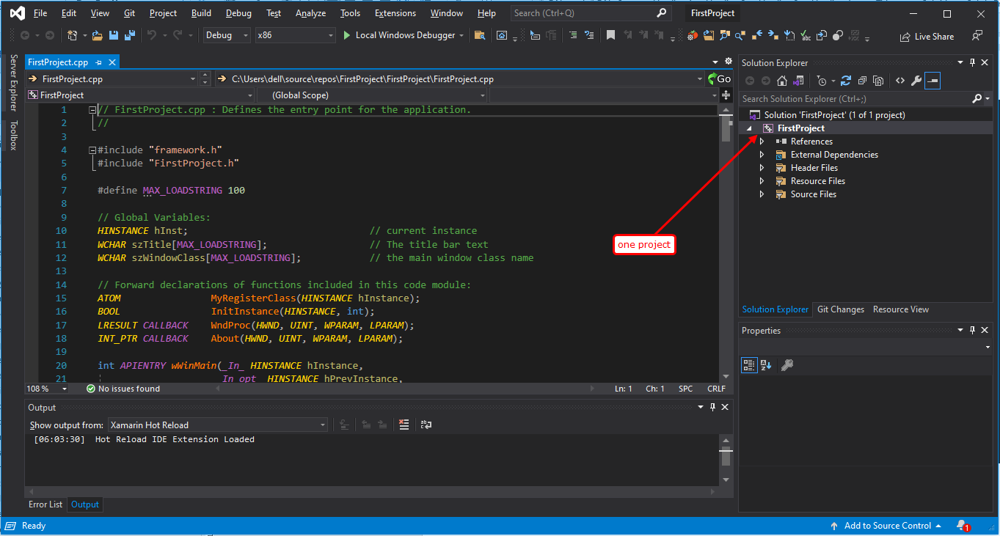 File Edit View Git Project Build Debug Test Analyze Tools Extensions Window Help Search (Ctrl+Q) FirstProject
Debug x86 Local Windows Debugger Live Share
Server Explorer
Toolbox
FirstProject.cpp
FirstProject.cpp C:\Users\dell\source\repos\FirstProject\FirstProject\FirstProject.cpp Go
FirstProject (Global Scope)
1 // FirstProject.cpp : Defines the entry point for the application.
2 //
3
4 #include "framework.h"
5 #include "FirstProject.h"
6
7 #define MAX_LOADSTRING 100
8
9 // Global Variables:
10 HINSTANCE hInst; // current instance
11 WCHAR szTitle[MAX_LOADSTRING]; // The title bar text
12 WCHAR szWindowClass[MAX_LOADSTRING]; // the main window class name
13
14 // Forward declarations of functions included in this code module:
15 ATOM MyRegisterClass(HINSTANCE hInstance);
16 BOOL InitInstance(HINSTANCE, int);
17 LRESULT CALLBACK WndProc(HWND, UINT, WPARAM, LPARAM);
18 INT_PTR CALLBACK About(HWND, UINT, WPARAM, LPARAM);
19
20 int APIENTRY wWinMain(_In_ HINSTANCE hInstance,
21 _In_opt_ HINSTANCE hPrevInstance,
108 % No issues found Ln: 1 Ch: 1 SPC CRLF
Output
Show output from: Xamarin Hot Reload
[06:03:30] Hot Reload IDE Extension Loaded
Error List Output
Solution Explorer
Search Solution Explorer (Ctrl+;)
Solution 'FirstProject' (1 of 1 project)
FirstProject
References
External Dependencies
Header Files
Resource Files
Source Files
one project
Solution Explorer Git Changes Resource View
Properties
Ready Add to Source Control 1